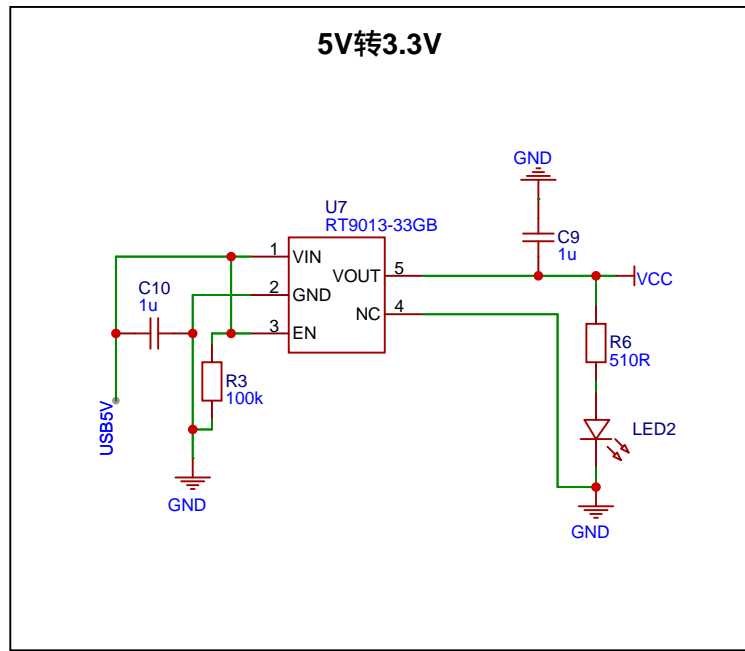 5V转3.3V
GND
U7
RT9013-33GB
C9
1u
1
VIN
VOUT
5
VCC
C10
1u
2
GND
NC
4
3
EN
R6
510R
R3
100k
USB5V
LED2
GND
GND